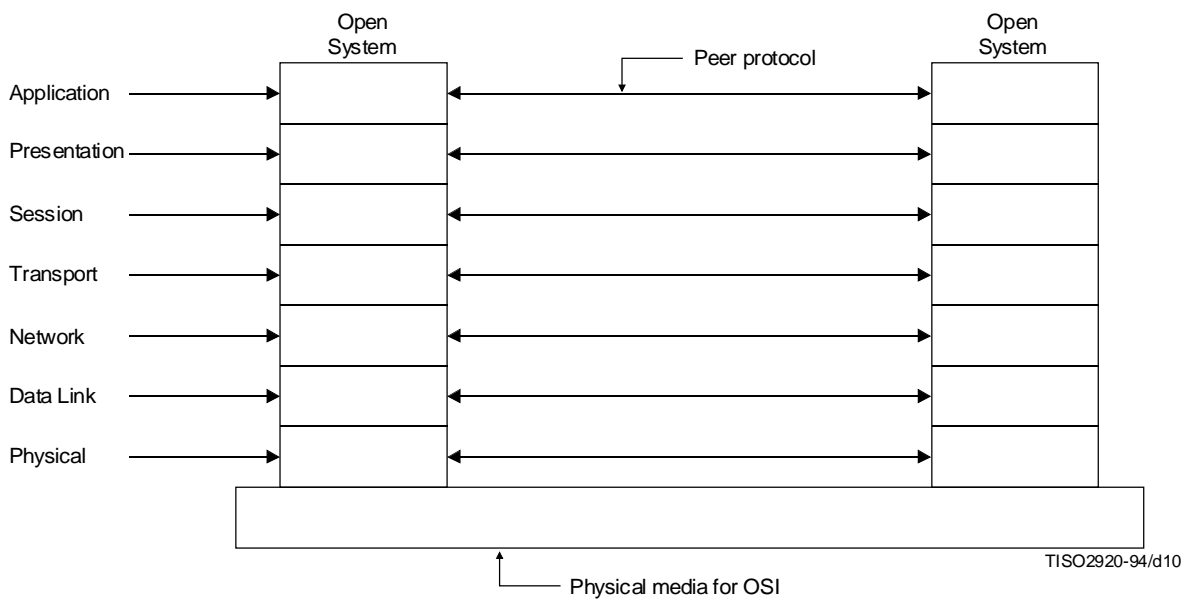 Open
System
Open
System
Peer protocol
Application
Presentation
Session
Transport
Network
Data Link
Physical
TISO2920-94/d10
Physical media for OSI